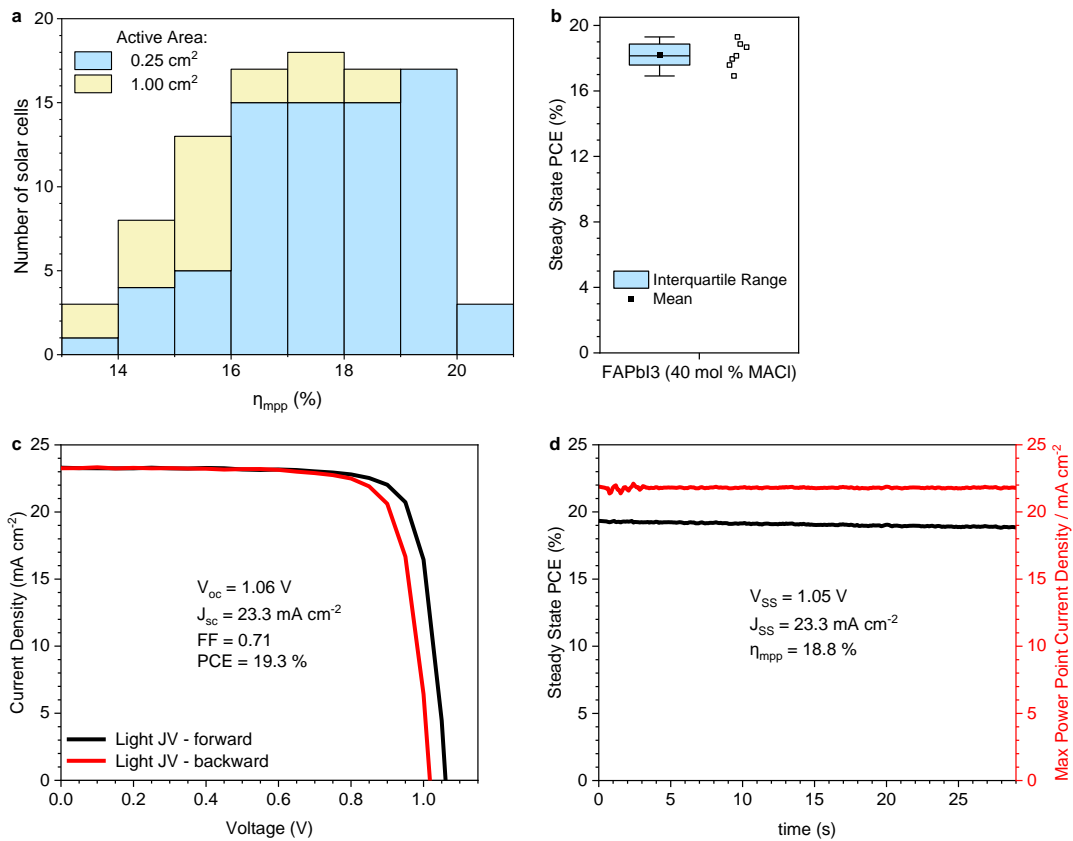 a
20
15
10
5
0
Number of solar cells
Active Area:
0.25 cm²
1.00 cm²
14
16
18
20
η_mpp (%)
b
20
16
12
8
4
0
Steady State PCE (%)
Interquartile Range
Mean
FAPbI3 (40 mol % MACl)
c
25
20
15
10
5
0
Current Density (mA cm⁻²)
V_oc = 1.06 V
J_sc = 23.3 mA cm⁻²
FF = 0.71
PCE = 19.3 %
Light JV - forward
Light JV - backward
0.0
0.2
0.4
0.6
0.8
1.0
Voltage (V)
d
25
20
15
10
5
0
Steady State PCE (%)
V_SS = 1.05 V
J_SS = 23.3 mA cm⁻²
η_mpp = 18.8 %
0
5
10
15
20
25
time (s)
25
20
15
10
5
0
Max Power Point Current Density / mA cm⁻²